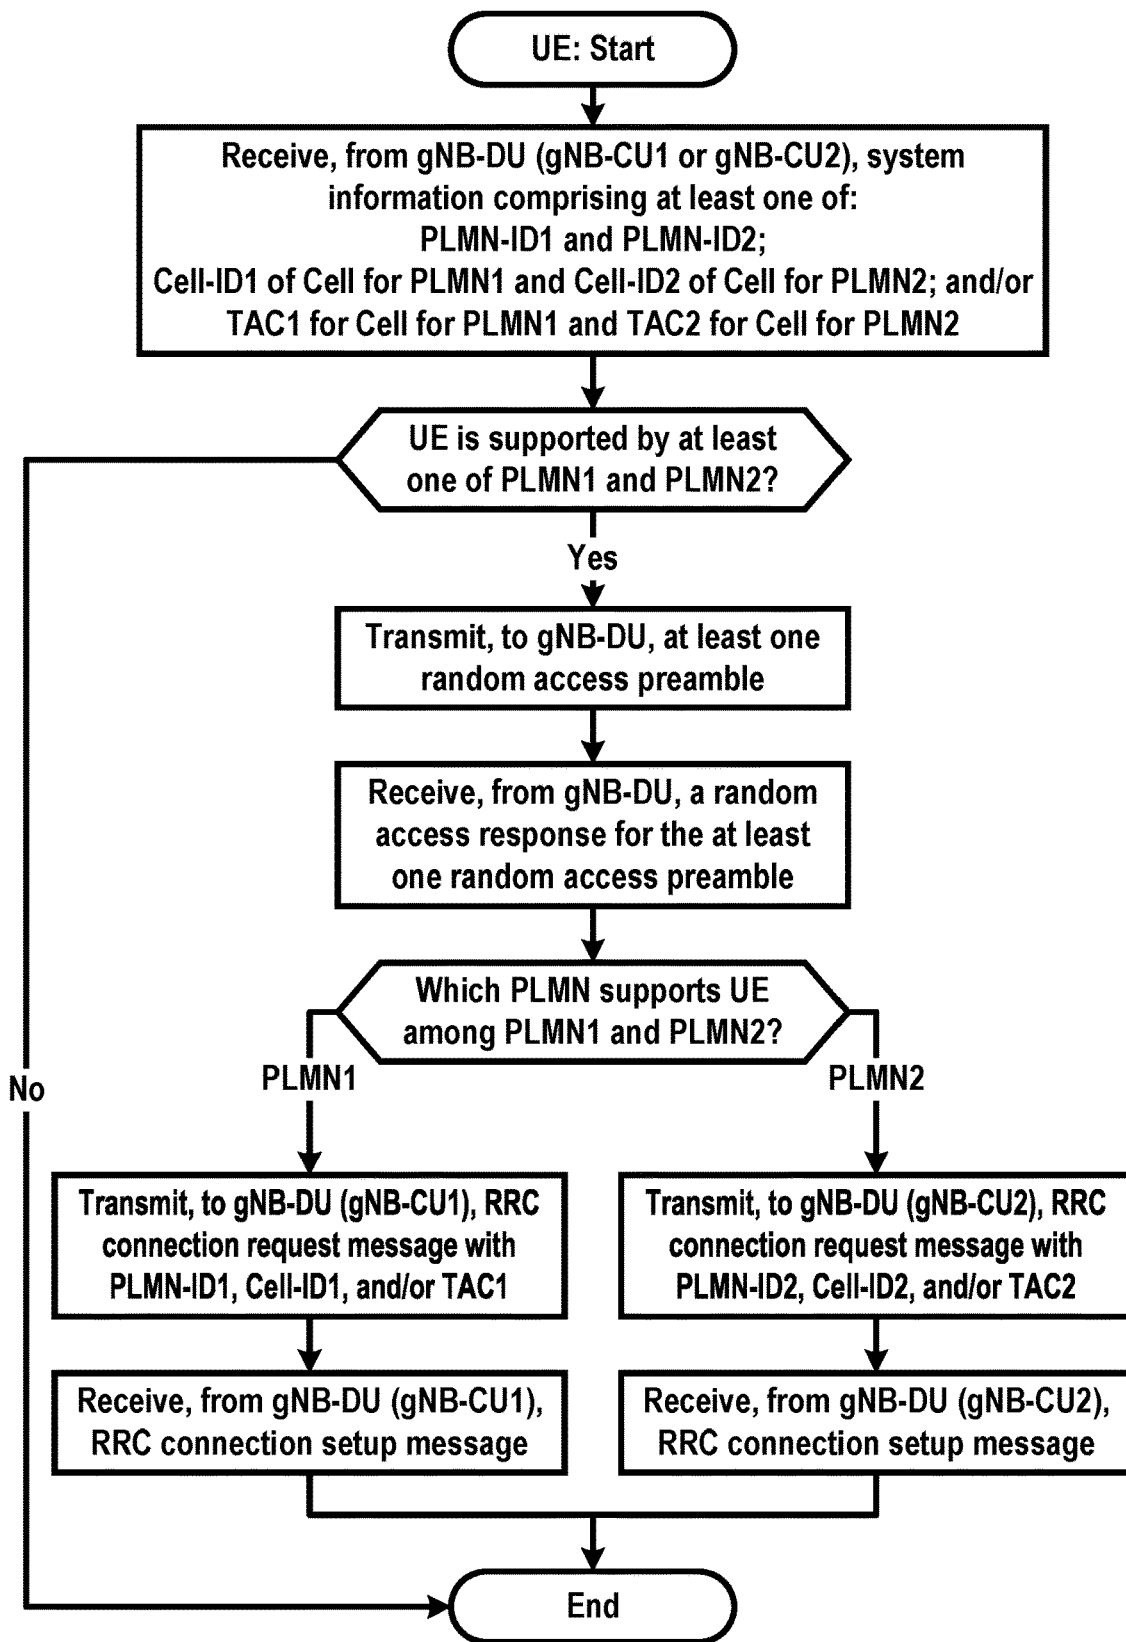 UE: Start
Receive, from gNB-DU (gNB-CU1 or gNB-CU2), system
information comprising at least one of:
PLMN-ID1 and PLMN-ID2;
Cell-ID1 of Cell for PLMN1 and Cell-ID2 of Cell for PLMN2; and/or
TAC1 for Cell for PLMN1 and TAC2 for Cell for PLMN2
UE is supported by at least
one of PLMN1 and PLMN2?
Yes
Transmit, to gNB-DU, at least one
random access preamble
Receive, from gNB-DU, a random
access response for the at least
one random access preamble
Which PLMN supports UE
among PLMN1 and PLMN2?
No
PLMN1
PLMN2
Transmit, to gNB-DU (gNB-CU1), RRC
connection request message with
PLMN-ID1, Cell-ID1, and/or TAC1
Transmit, to gNB-DU (gNB-CU2), RRC
connection request message with
PLMN-ID2, Cell-ID2, and/or TAC2
Receive, from gNB-DU (gNB-CU1),
RRC connection setup message
Receive, from gNB-DU (gNB-CU2),
RRC connection setup message
End